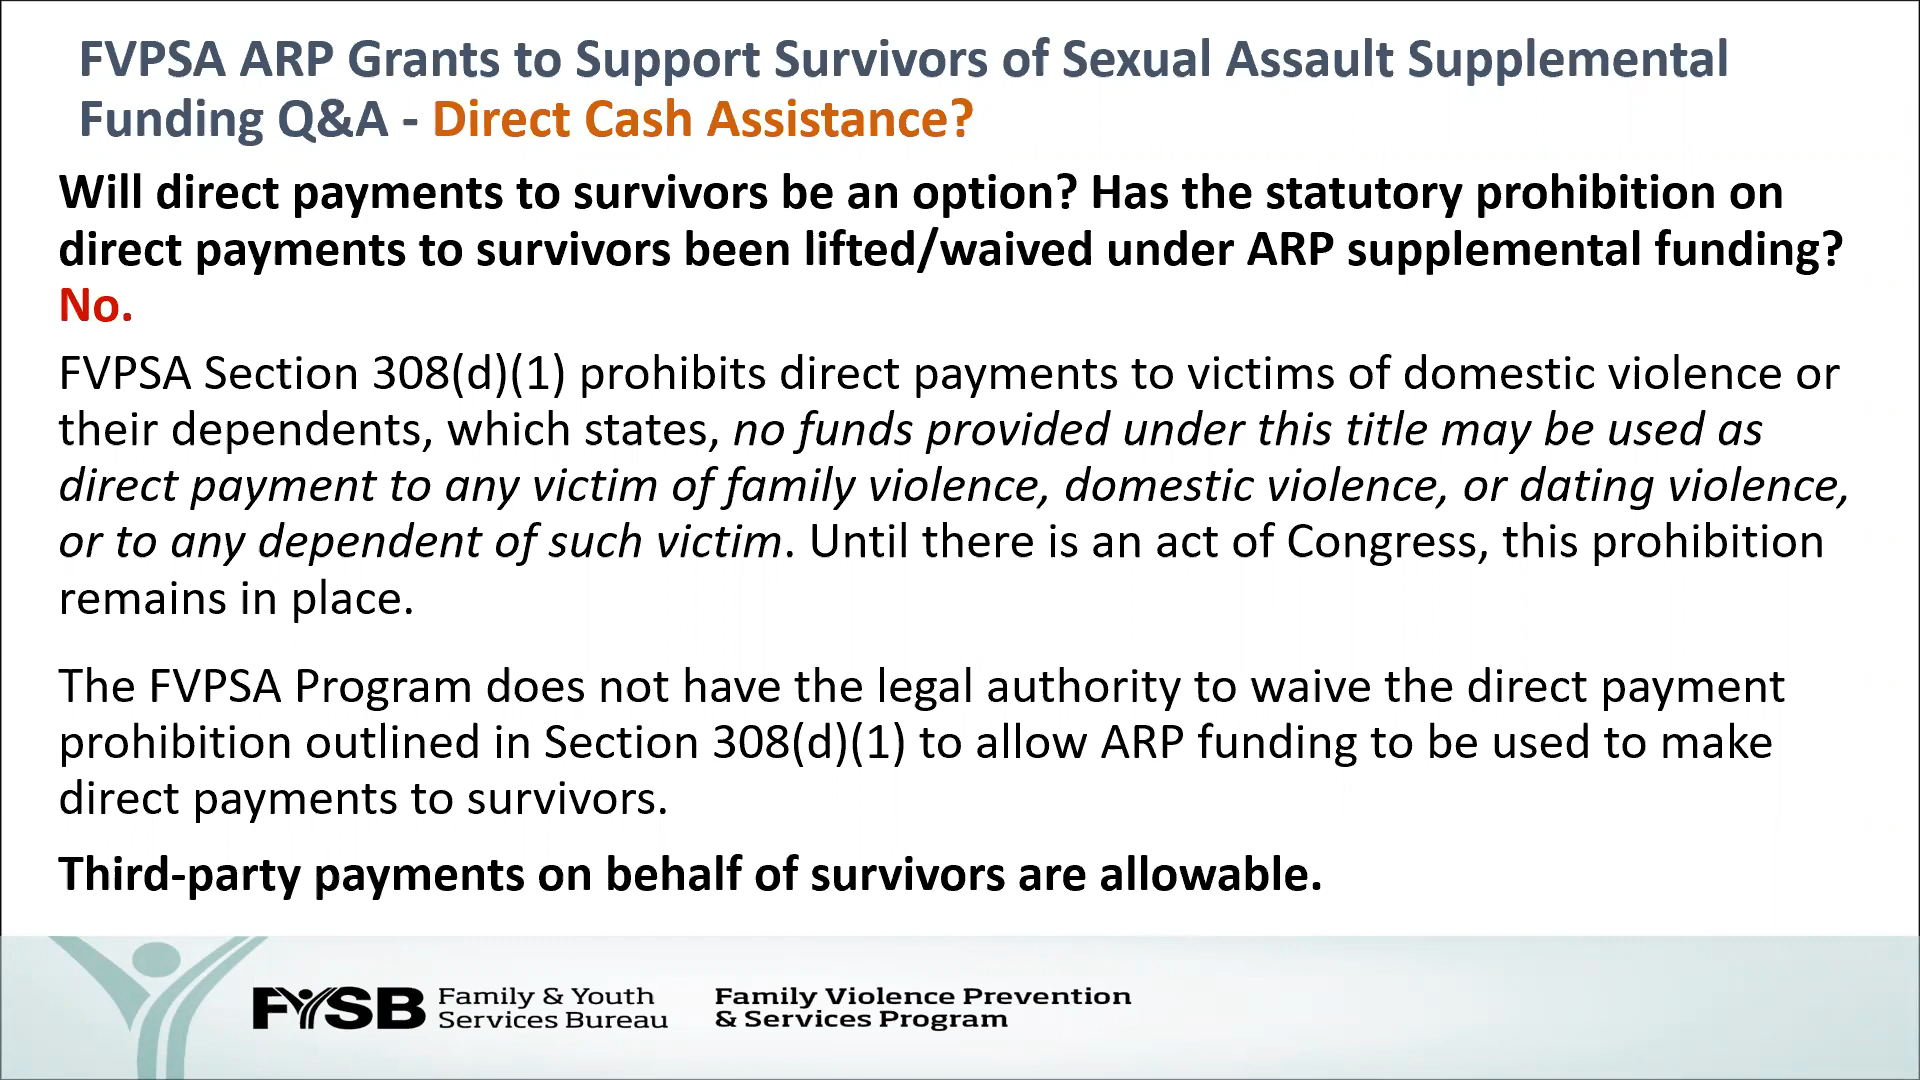 FVPSA ARP Grants to Support Survivors of Sexual Assault Supplemental
Funding Q&A - Direct Cash Assistance?
Will direct payments to survivors be an option? Has the statutory prohibition on
direct payments to survivors been lifted/waived under ARP supplemental funding?
No.
FVPSA Section 308(d)(1) prohibits direct payments to victims of domestic violence or
their dependents, which states, no funds provided under this title may be used as
direct payment to any victim of family violence, domestic violence, or dating violence,
or to any dependent of such victim. Until there is an act of Congress, this prohibition
remains in place.
The FVPSA Program does not have the legal authority to waive the direct payment
prohibition outlined in Section 308(d)(1) to allow ARP funding to be used to make
direct payments to survivors.
Third-party payments on behalf of survivors are allowable.
FYSB
Family & Youth
Services Bureau
Family Violence Prevention
& Services Program